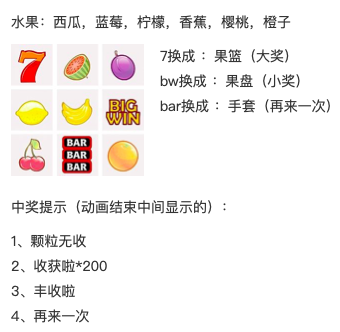 水果：西瓜，蓝莓，柠檬，香蕉，樱桃，橙子
7换成 ：果篮（大奖）
bw换成 ：果盘（小奖）
bar换成 ：手套（再来一次）
7
BIG
WIN
BAR
BAR
BAR
中奖提示（动画结束中间显示的）：
1、颗粒无收
2、收获啦*200
3、丰收啦
4、再来一次